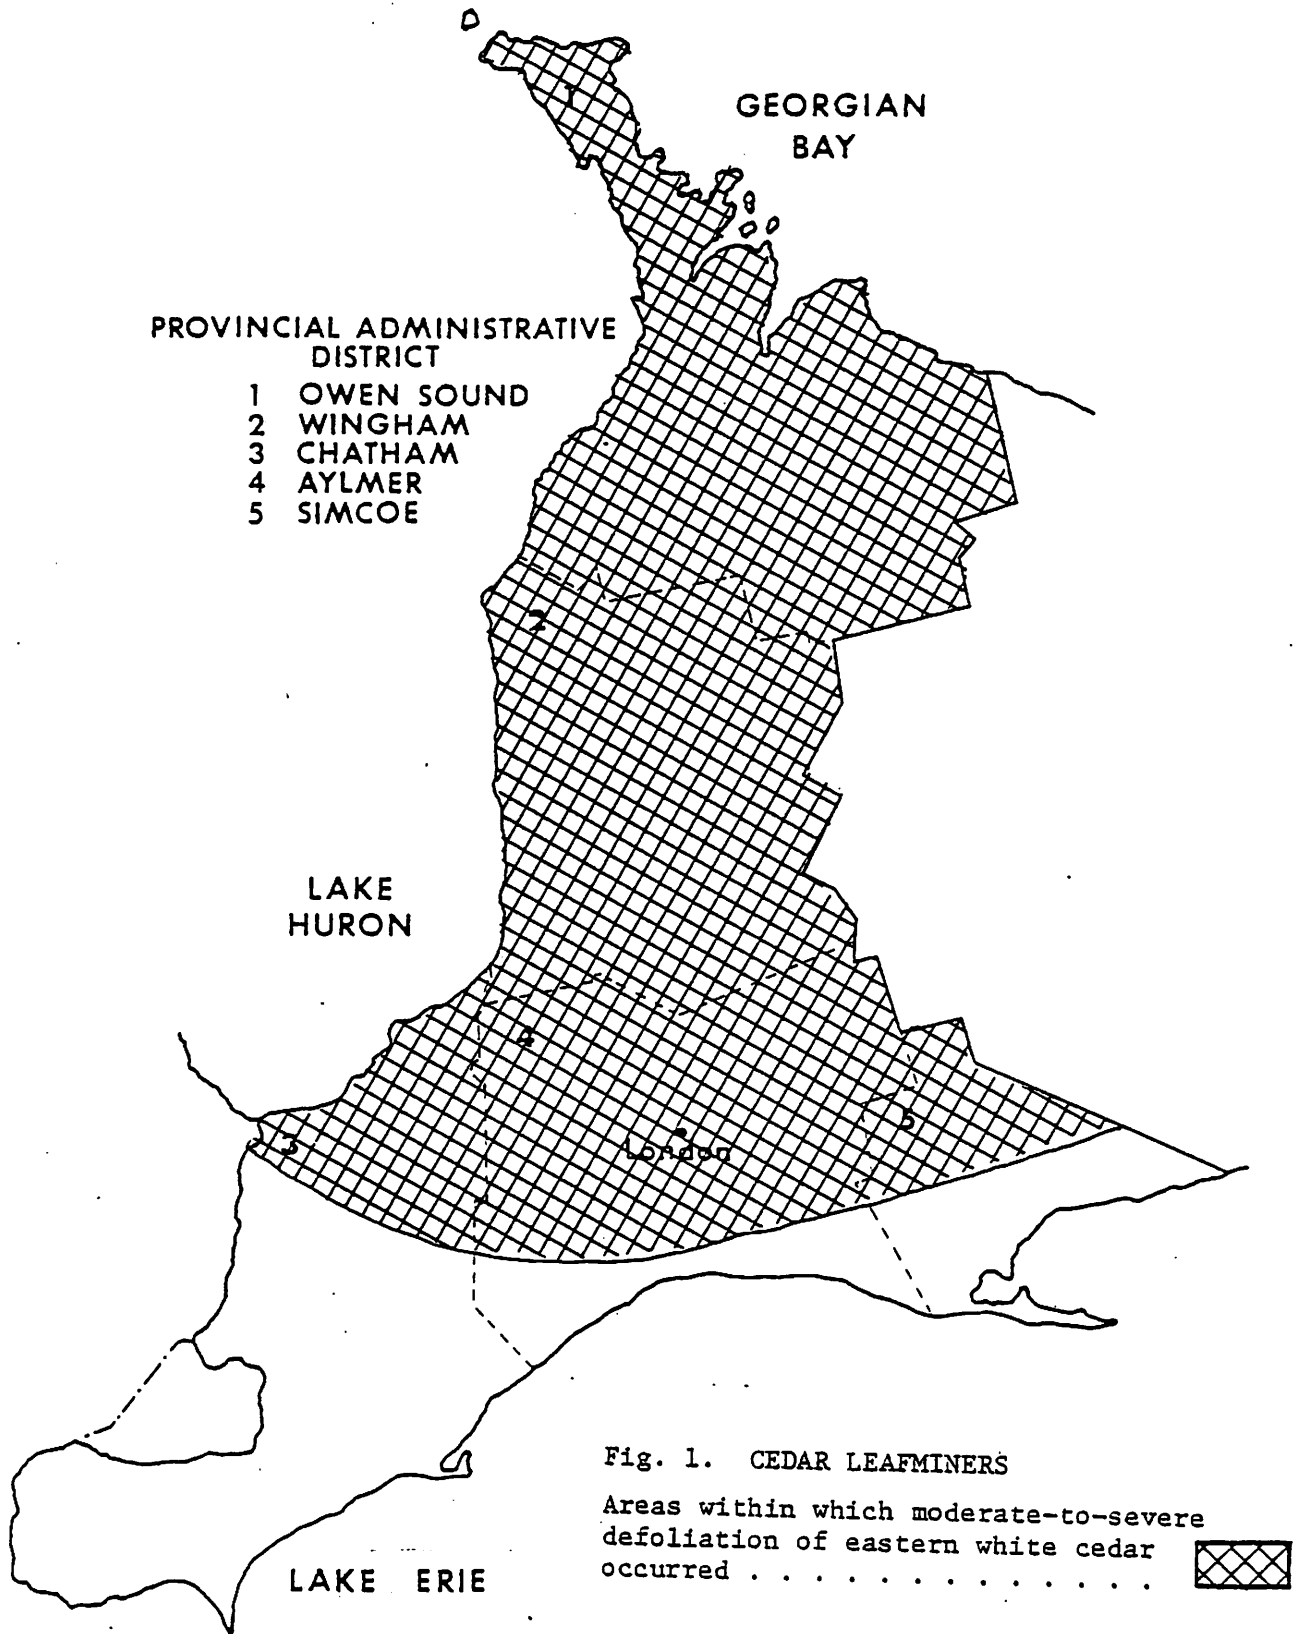 GEORGIAN
BAY
1
PROVINCIAL ADMINISTRATIVE
DISTRICT
1 OWEN SOUND
2 WINGHAM
3 CHATHAM
4 AYLMER
5 SIMCOE
2
LAKE
HURON
4
5
3
London
Fig. 1. CEDAR LEAFMINERS
Areas within which moderate-to-severe
defoliation of eastern white cedar
occurred . . . . . . . . . . . . .
LAKE ERIE